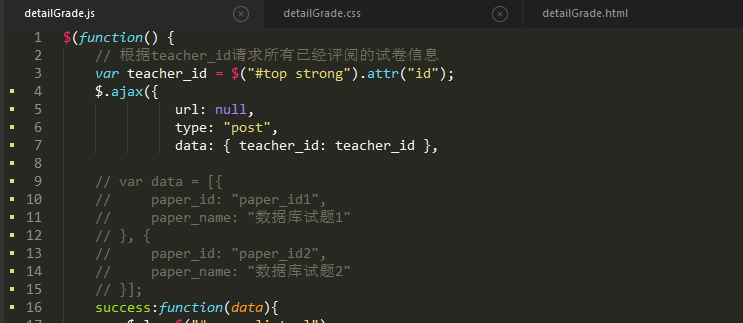 detailGrade.js detailGrade.css detailGrade.html
1 $(function() {
2 // 根据teacher_id请求所有已经评阅的试卷信息
3 var teacher_id = $("#top strong").attr("id");
4 $.ajax({
5 url: null,
6 type: "post",
7 data: { teacher_id: teacher_id },
8
9 // var data = [{
10 // paper_id: "paper_id1",
11 // paper_name: "数据库试题1"
12 // }, {
13 // paper_id: "paper_id2",
14 // paper_name: "数据库试题2"
15 // }];
16 success:function(data){
17